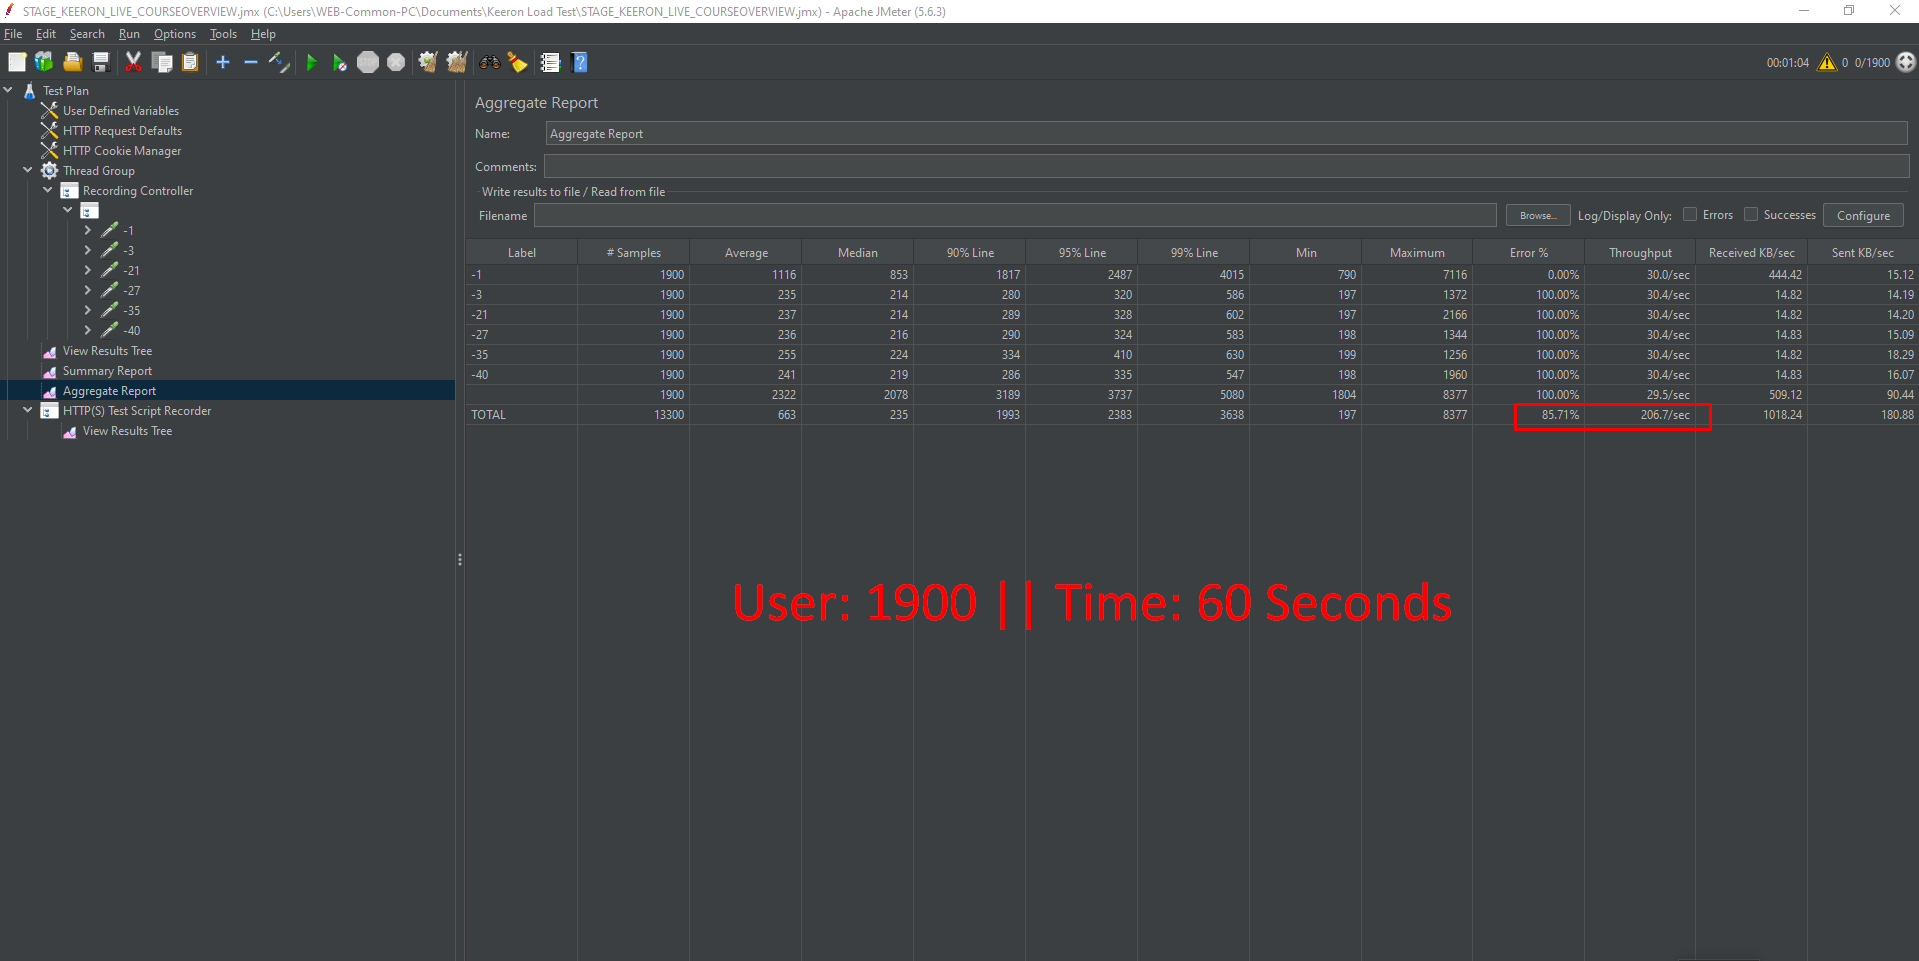 STAGE_KEERON_LIVE_COURSEOVERVIEW.jmx (C:\Users\WEB-Common-PC\Documents\Keeron Load Test\STAGE_KEERON_LIVE_COURSEOVERVIEW.jmx) - Apache JMeter (5.6.3)
File Edit Search Run Options Tools Help
00:01:04 0 0/1900
Test Plan
User Defined Variables
HTTP Request Defaults
HTTP Cookie Manager
Thread Group
Recording Controller
-1
-3
-21
-27
-35
-40
View Results Tree
Summary Report
Aggregate Report
HTTP(S) Test Script Recorder
View Results Tree
Aggregate Report
Name: Aggregate Report
Comments:
Write results to file / Read from file
Filename Browse... Log/Display Only: Errors Successes Configure
Label # Samples Average Median 90% Line 95% Line 99% Line Min Maximum Error % Throughput Received KB/sec Sent KB/sec
-1 1900 1116 853 1817 2487 4015 790 7116 0.00% 30.0/sec 444.42 15.12
-3 1900 235 214 280 320 586 197 1372 100.00% 30.4/sec 14.82 14.19
-21 1900 237 214 289 328 602 197 2166 100.00% 30.4/sec 14.82 14.20
-27 1900 236 216 290 324 583 198 1344 100.00% 30.4/sec 14.83 15.09
-35 1900 255 224 334 410 630 199 1256 100.00% 30.4/sec 14.82 18.29
-40 1900 241 219 286 335 547 198 1960 100.00% 30.4/sec 14.83 16.07
1900 2322 2078 3189 3737 5080 1804 8377 100.00% 29.5/sec 509.12 90.44
TOTAL 13300 663 235 1993 2383 3638 197 8377 85.71% 206.7/sec 1018.24 180.88
User: 1900 || Time: 60 Seconds